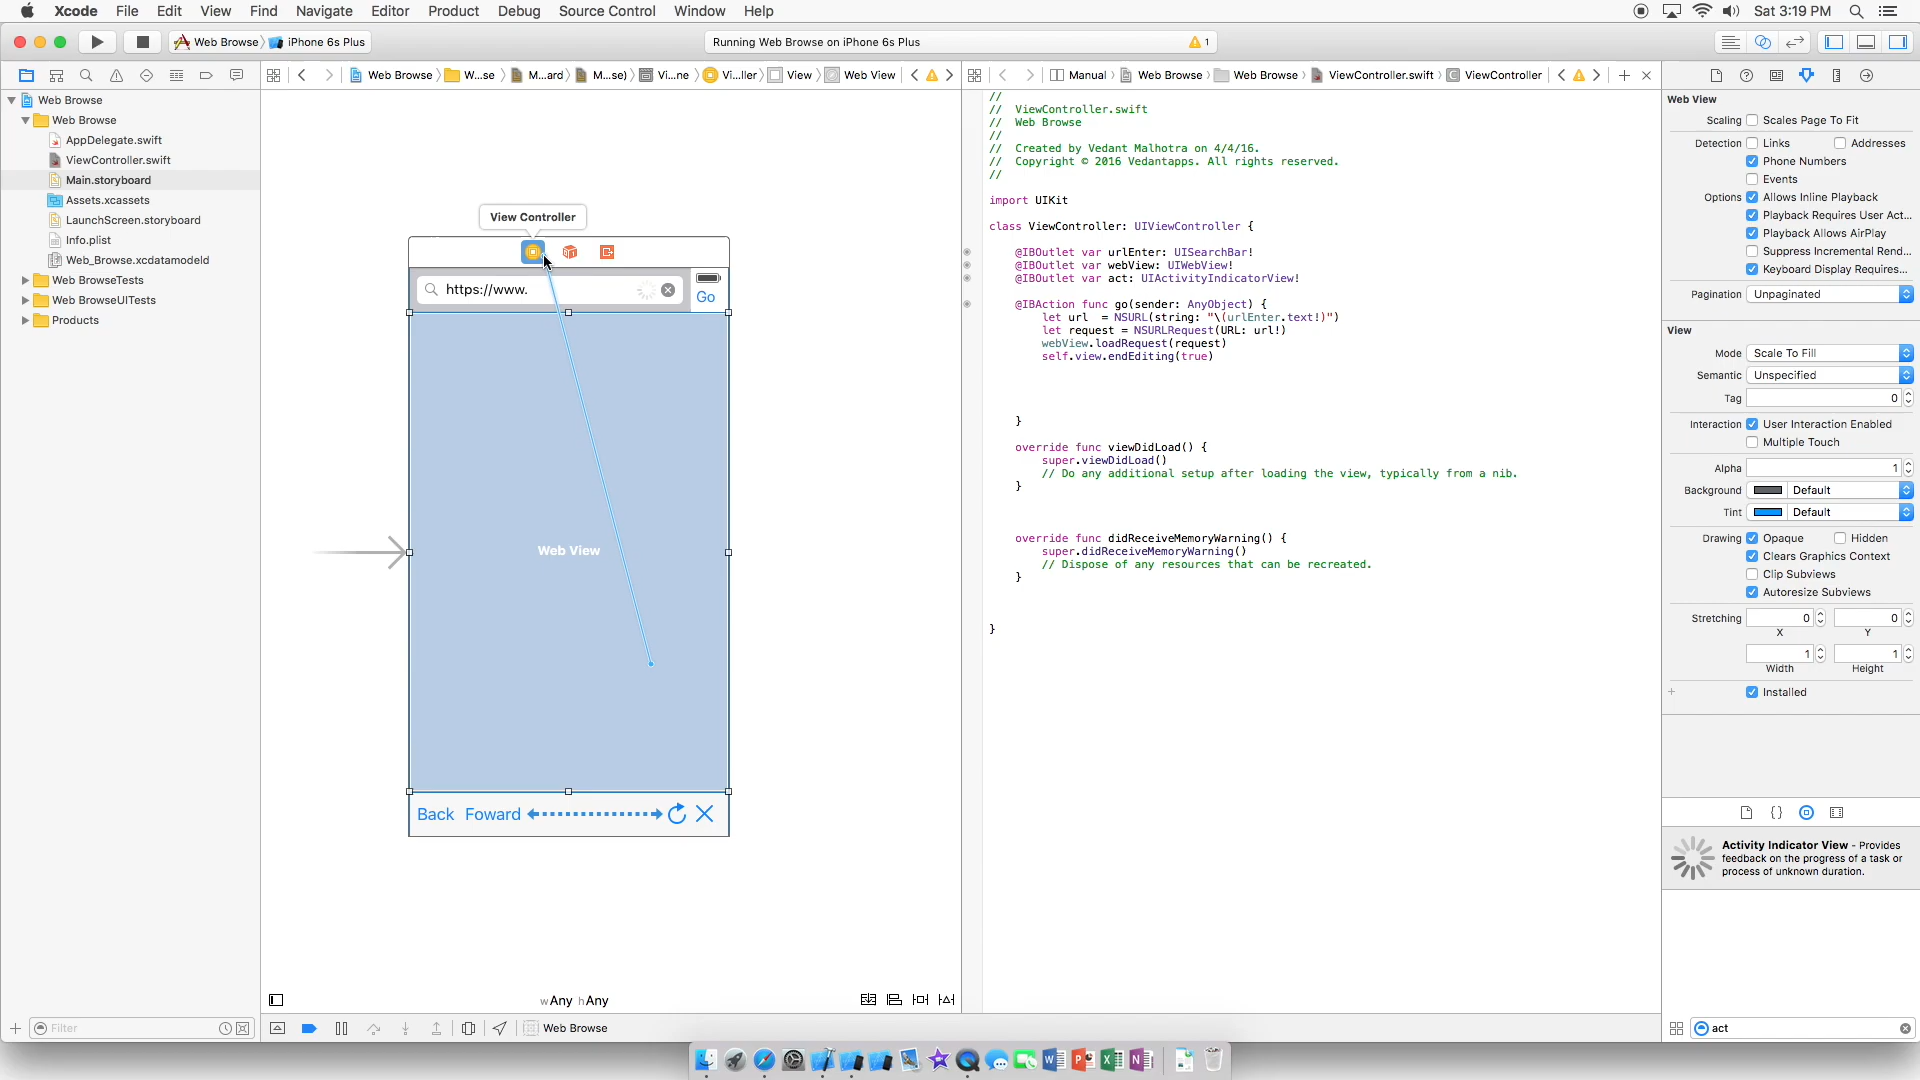 Xcode File Edit View Find Navigate Editor Product Debug Source Control Window Help Sat 3:19 PM
Web Browse iPhone 6s Plus Running Web Browse on iPhone 6s Plus 1
Web Browse W...se M...ard M...se) Vi...ne Vi...ller View Web View
Manual Web Browse Web Browse ViewController.swift ViewController
Web Browse
Web Browse
AppDelegate.swift
ViewController.swift
Main.storyboard
Assets.xcassets
LaunchScreen.storyboard
Info.plist
Web_Browse.xcdatamodeld
Web BrowseTests
Web BrowseUITests
Products
Filter
View Controller
https://www.
Go
Web View
Back Foward
wAny hAny
Web Browse
//
// ViewController.swift
// Web Browse
//
// Created by Vedant Malhotra on 4/4/16.
// Copyright © 2016 Vedantapps. All rights reserved.
//
import UIKit
class ViewController: UIViewController {
@IBOutlet var urlEnter: UISearchBar!
@IBOutlet var webView: UIWebView!
@IBOutlet var act: UIActivityIndicatorView!
@IBAction func go(sender: AnyObject) {
let url  = NSURL(string: "\(urlEnter.text!)")
let request = NSURLRequest(URL: url!)
webView.loadRequest(request)
self.view.endEditing(true)
}
override func viewDidLoad() {
super.viewDidLoad()
// Do any additional setup after loading the view, typically from a nib.
}
override func didReceiveMemoryWarning() {
super.didReceiveMemoryWarning()
// Dispose of any resources that can be recreated.
}
}
Web View
Scaling Scales Page To Fit
Detection Links Addresses
Phone Numbers
Events
Options Allows Inline Playback
Playback Requires User Act...
Playback Allows AirPlay
Suppress Incremental Rend...
Keyboard Display Requires...
Pagination Unpaginated
View
Mode Scale To Fill
Semantic Unspecified
Tag 0
Interaction User Interaction Enabled
Multiple Touch
Alpha 1
Background Default
Tint Default
Drawing Opaque Hidden
Clears Graphics Context
Clip Subviews
Autoresize Subviews
Stretching 0 0
X Y
1 1
Width Height
Installed
Activity Indicator View - Provides
feedback on the progress of a task or
process of unknown duration.
act